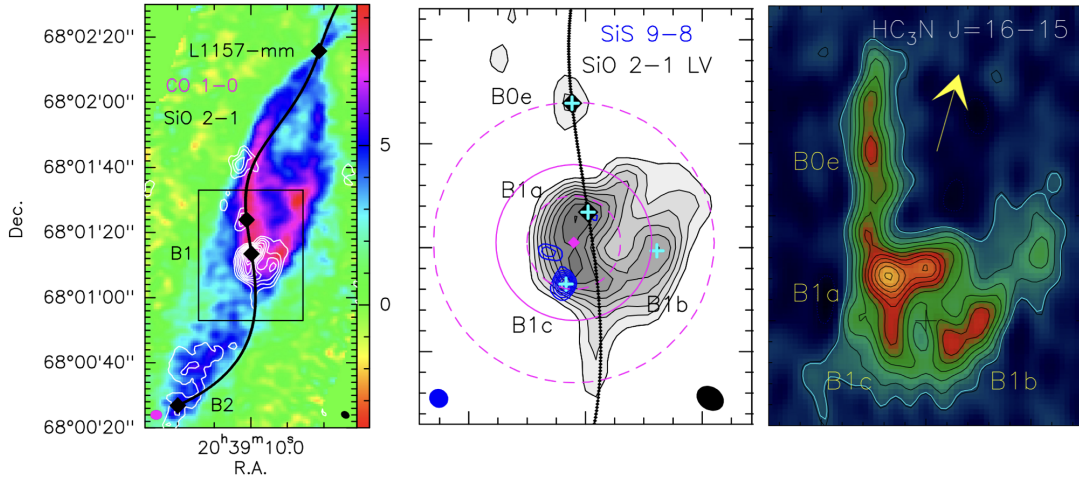 68°02'20"
68°02'00"
68°01'40"
68°01'20"
68°01'00"
68°00'40"
68°00'20"
Dec.
L1157-mm
CO 1-0
SiO 2-1
B1
B2
20ʰ39ᵐ10ˢ.0
R.A.
5
0
SiS 9-8
SiO 2-1 LV
B0e
B1a
B1b
B1c
HC₃N J=16-15
B0e
B1a
B1c
B1b